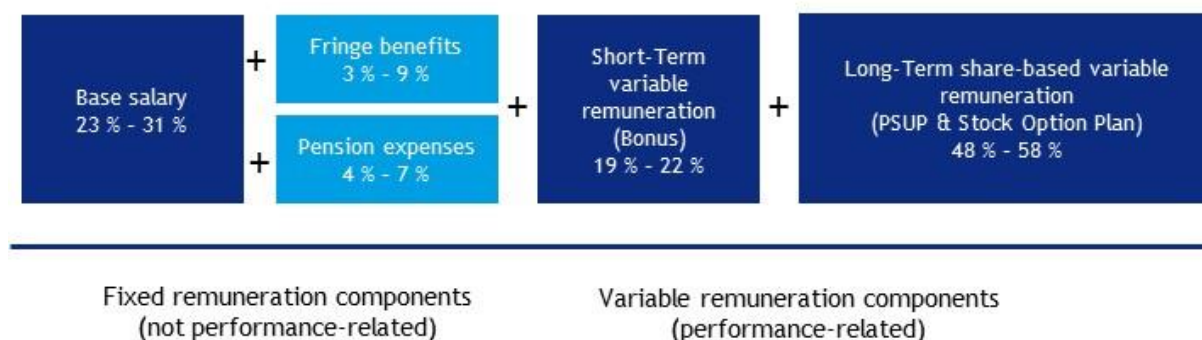 Base salary
23 % - 31 %
+
Fringe benefits
3 % - 9 %
+
Pension expenses
4 % - 7 %
+
Short-Term
variable
remuneration
(Bonus)
19 % - 22 %
+
Long-Term share-based variable
remuneration
(PSUP & Stock Option Plan)
48 % - 58 %
Fixed remuneration components
(not performance-related)
Variable remuneration components
(performance-related)